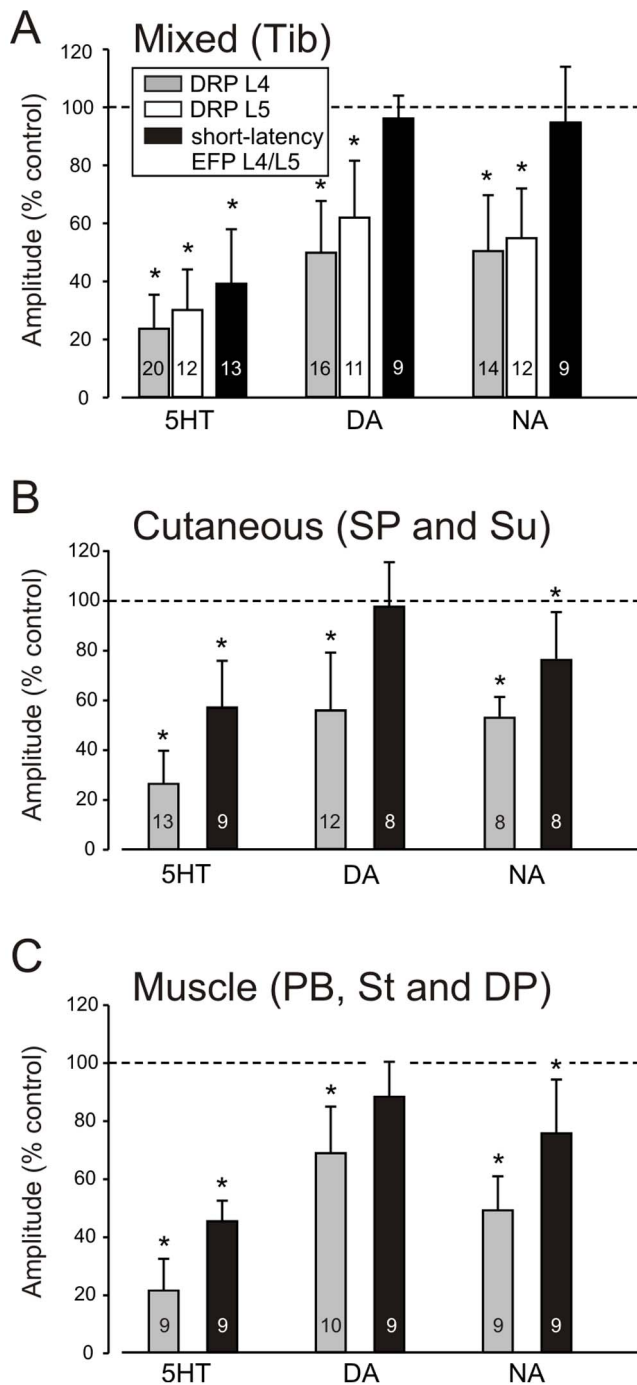 A
Mixed (Tib)
Amplitude (% control)
120
100
80
60
40
20
0
DRP L4
DRP L5
short-latency
EFP L4/L5
* * * * * * *
20 12 13 16 11 9 14 12 9
5HT DA NA
B
Cutaneous (SP and Su)
Amplitude (% control)
120
100
80
60
40
20
0
* * * * *
13 9 12 8 8 8
5HT DA NA
C
Muscle (PB, St and DP)
Amplitude (% control)
120
100
80
60
40
20
0
* * * * *
9 9 10 9 9 9
5HT DA NA